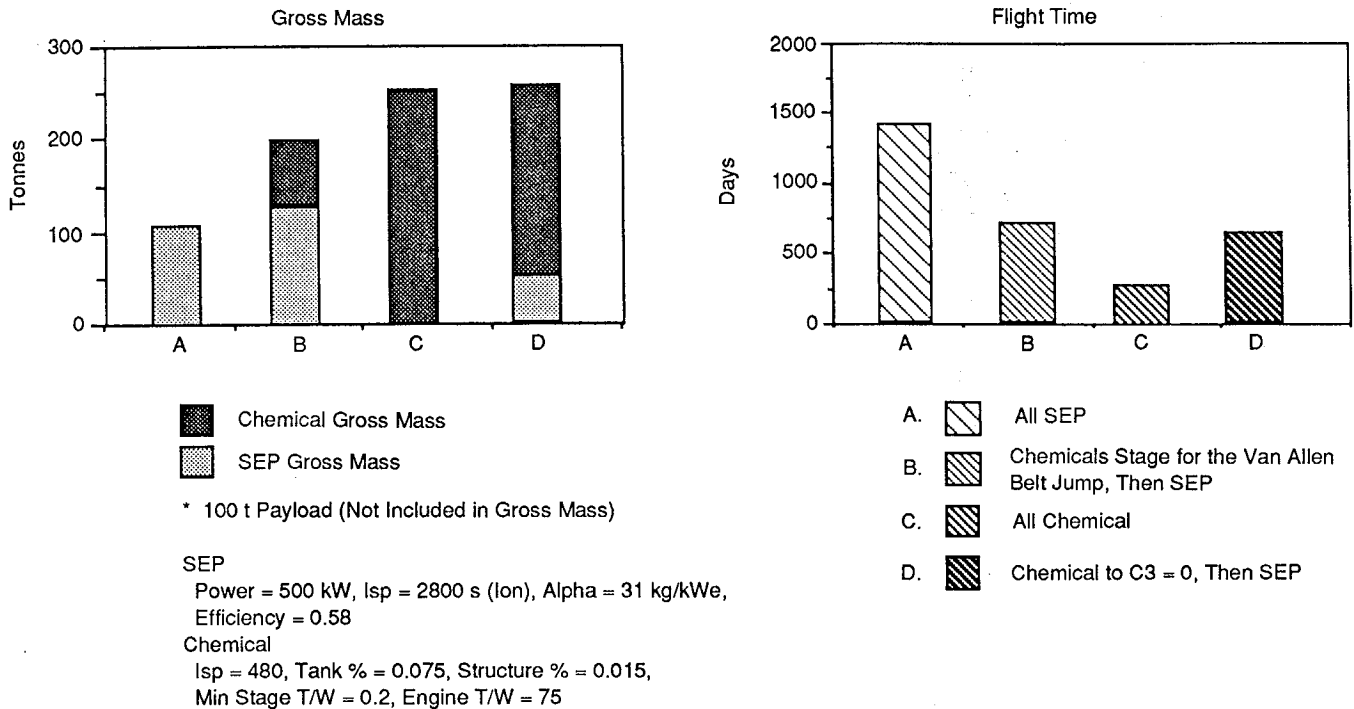 Gross Mass
300
200
100
0
Tonnes
A
B
C
D
Chemical Gross Mass
SEP Gross Mass
* 100 t Payload (Not Included in Gross Mass)
SEP
Power = 500 kW, Isp = 2800 s (Ion), Alpha = 31 kg/kWe,
Efficiency = 0.58
Chemical
Isp = 480, Tank % = 0.075, Structure % = 0.015,
Min Stage T/W = 0.2, Engine T/W = 75
Flight Time
2000
1500
1000
500
0
Days
A
B
C
D
A. All SEP
B. Chemicals Stage for the Van Allen
Belt Jump, Then SEP
C. All Chemical
D. Chemical to C3 = 0, Then SEP